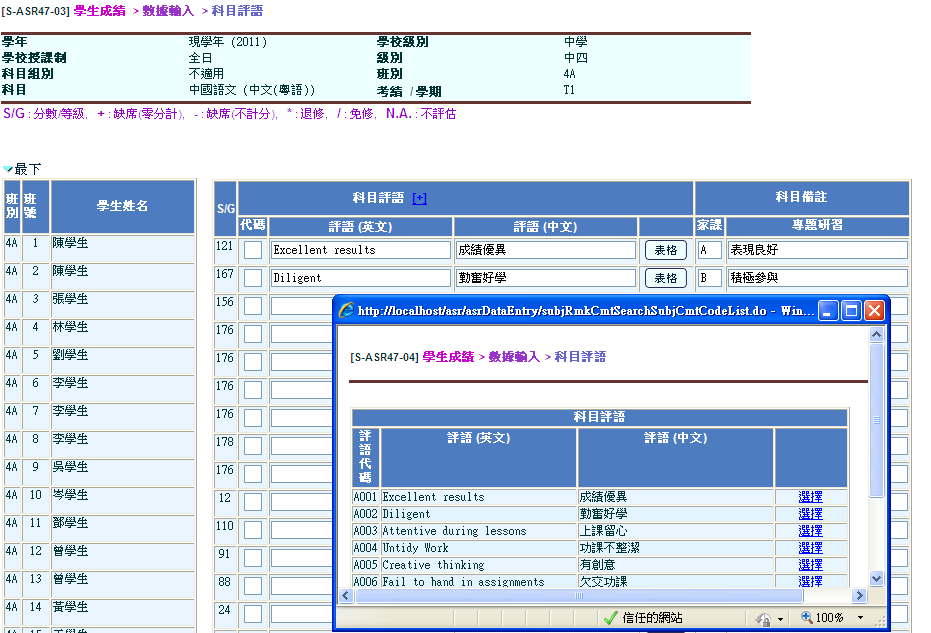 [S-ASR47-03] 學生成績 > 數據輸入 > 科目評語
學年 現學年 (2011) 學校級別 中學
學校授課制 全日 級別 中四
科目組別 不適用 班別 4A
科目 中國語文 (中文(粵語)) 考績 /學期 T1
S/G : 分數/等級, + : 缺席(零分計), - : 缺席(不計分), * : 退修, / : 免修, N.A. : 不評估
最下
班別 班號 學生姓名 S/G 科目評語 [+] 科目備註
代碼 評語 (英文) 評語 (中文) 家課 專題研習
4A 1 陳學生 121 Excellent results 成績優異 表格 A 表現良好
4A 2 陳學生 167 Diligent 勤奮好學 表格 B 積極參與
4A 3 張學生 156
4A 4 林學生 176
4A 5 劉學生 176
4A 6 李學生 176
4A 7 李學生 176
4A 8 李學生 178
4A 9 吳學生 176
4A 10 岑學生 12
4A 11 鄧學生 110
4A 12 曾學生 91
4A 13 曾學生 88
4A 14 黃學生 24
http://localhost/asr/asrDataEntry/subjRmkCmtSearchSubjCmtCodeList.do - Win...
[S-ASR47-04] 學生成績 > 數據輸入 > 科目評語
科目評語
評語代碼 評語 (英文) 評語 (中文)
A001 Excellent results 成績優異 選擇
A002 Diligent 勤奮好學 選擇
A003 Attentive during lessons 上課留心 選擇
A004 Untidy Work 功課不整潔 選擇
A005 Creative thinking 有創意 選擇
A006 Fail to hand in assignments 欠交功課 選擇
信任的網站 100%